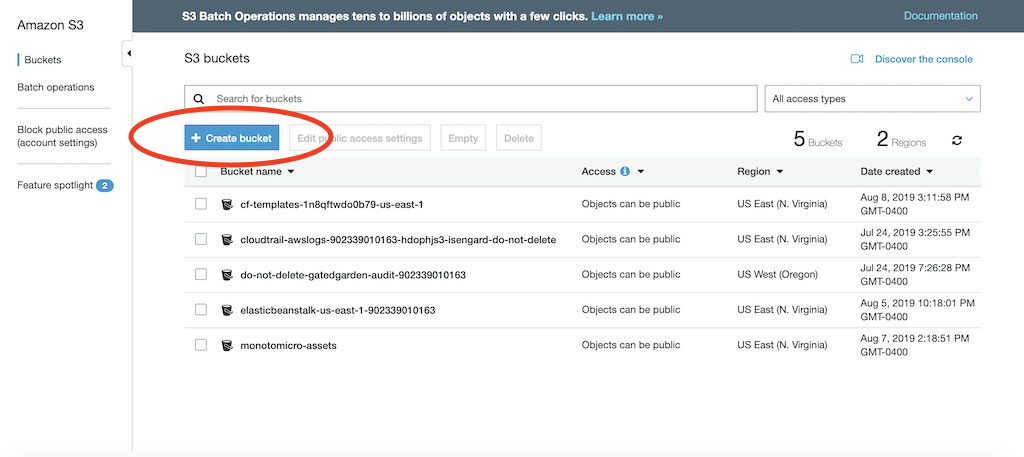 Amazon S3
S3 Batch Operations manages tens to billions of objects with a few clicks. Learn more »
Documentation
Buckets
Batch operations
Block public access
(account settings)
Feature spotlight 2
S3 buckets
Discover the console
Search for buckets
All access types
+ Create bucket
Edit public access settings
Empty
Delete
5 Buckets
2 Regions
Bucket name
Access
Region
Date created
cf-templates-1n8qftwdo0b79-us-east-1
Objects can be public
US East (N. Virginia)
Aug 8, 2019 3:11:58 PM
GMT-0400
cloudtrail-awslogs-902339010163-hdophjs3-isengard-do-not-delete
Objects can be public
US East (N. Virginia)
Jul 24, 2019 3:25:55 PM
GMT-0400
do-not-delete-gatedgarden-audit-902339010163
Objects can be public
US West (Oregon)
Jul 24, 2019 7:26:28 PM
GMT-0400
elasticbeanstalk-us-east-1-902339010163
Objects can be public
US East (N. Virginia)
Aug 5, 2019 10:18:01 PM
GMT-0400
monotomicro-assets
Objects can be public
US East (N. Virginia)
Aug 7, 2019 2:18:51 PM
GMT-0400